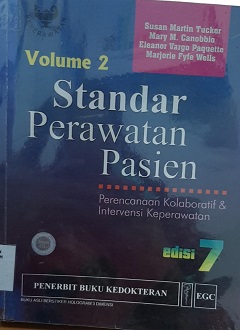 Susan Martin Tucker
Mary M. Canobbio
Eleanor Vargo Paquette
Marjorie Fyfe Wells
Volume 2
Standar
Perawatan
Pasien
Perencanaan Kolaboratif &
Intervensi Keperawatan
edisi 7
PENERBIT BUKU KEDOKTERAN
EGC